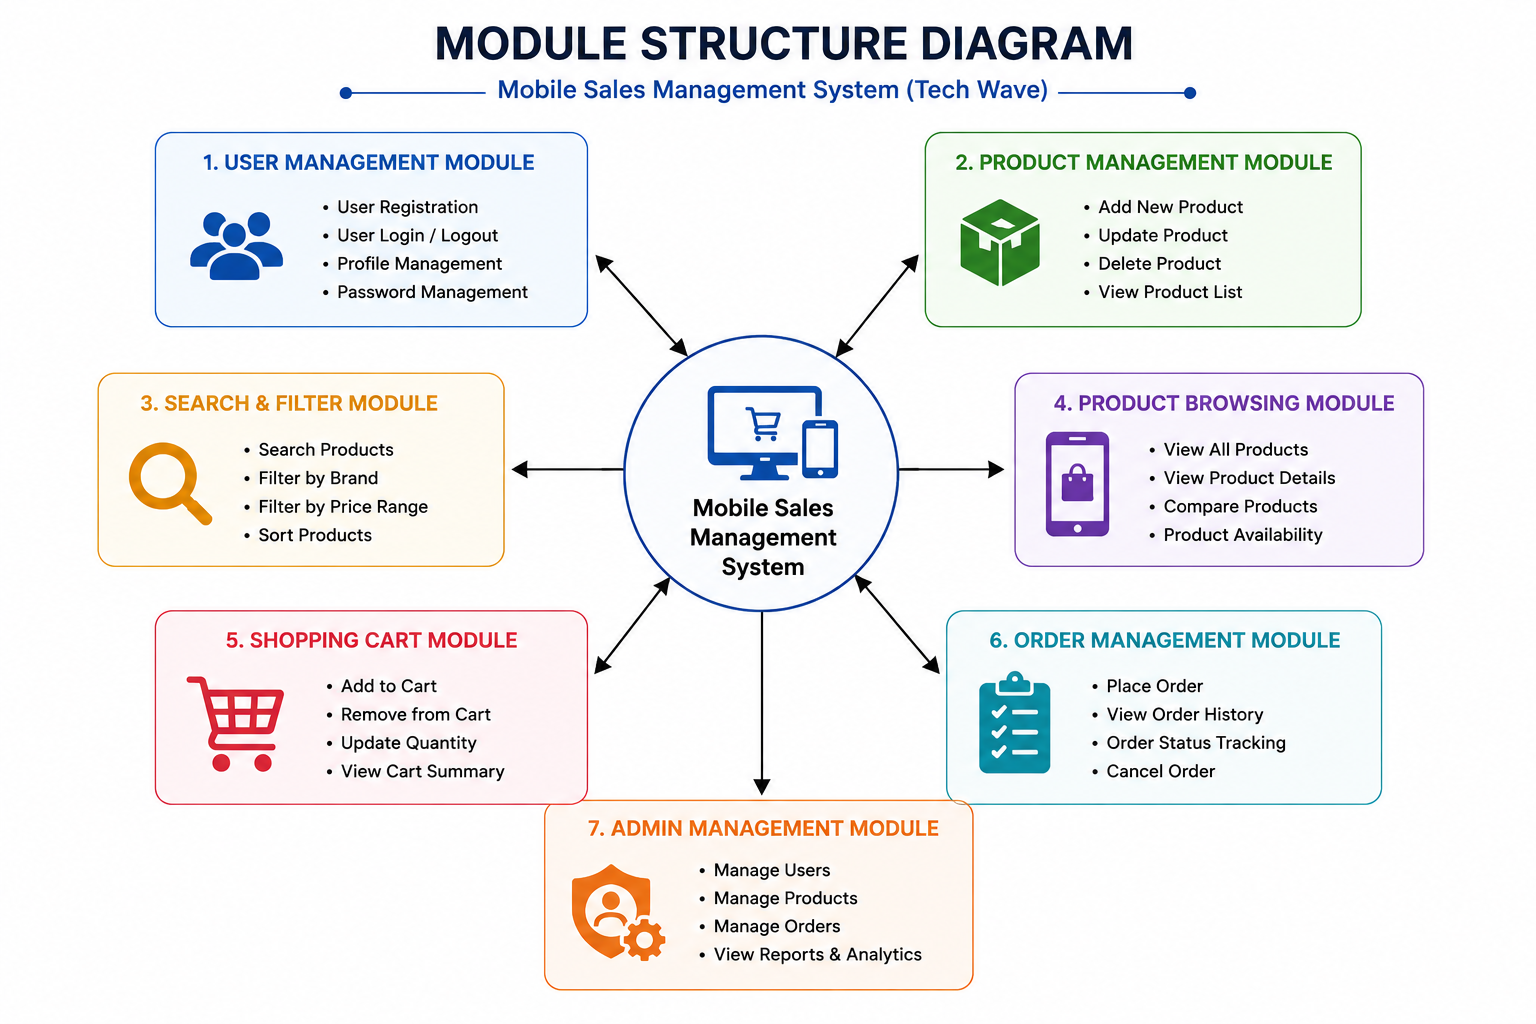 MODULE STRUCTURE DIAGRAM
Mobile Sales Management System (Tech Wave)
1. USER MANAGEMENT MODULE
• User Registration
• User Login / Logout
• Profile Management
• Password Management
2. PRODUCT MANAGEMENT MODULE
• Add New Product
• Update Product
• Delete Product
• View Product List
3. SEARCH & FILTER MODULE
• Search Products
• Filter by Brand
• Filter by Price Range
• Sort Products
Mobile Sales
Management
System
4. PRODUCT BROWSING MODULE
• View All Products
• View Product Details
• Compare Products
• Product Availability
5. SHOPPING CART MODULE
• Add to Cart
• Remove from Cart
• Update Quantity
• View Cart Summary
6. ORDER MANAGEMENT MODULE
• Place Order
• View Order History
• Order Status Tracking
• Cancel Order
7. ADMIN MANAGEMENT MODULE
• Manage Users
• Manage Products
• Manage Orders
• View Reports & Analytics